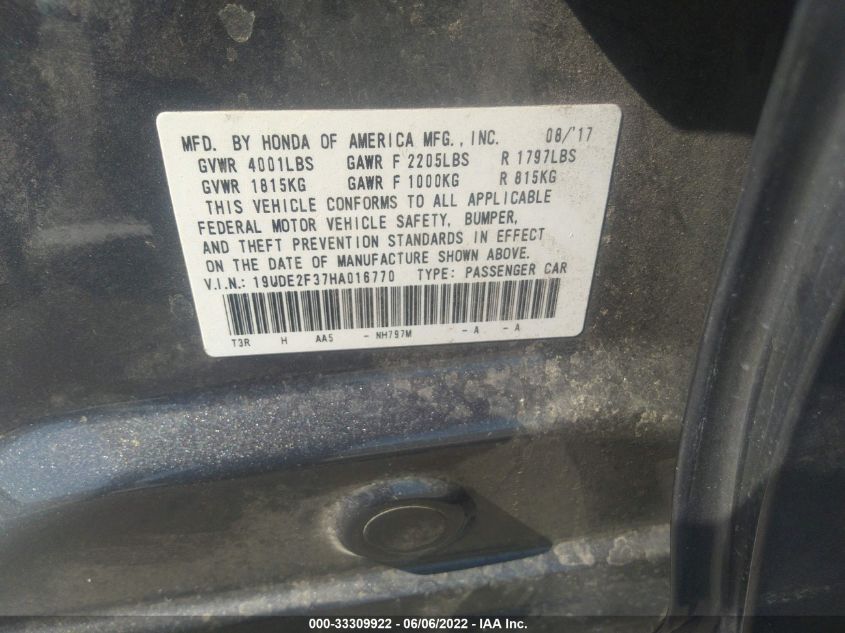 MFD. BY HONDA OF AMERICA MFG., INC. 08/'17
GVWR 4001LBS GAWR F 2205LBS R 1797LBS
GVWR 1815KG GAWR F 1000KG R 815KG
THIS VEHICLE CONFORMS TO ALL APPLICABLE
FEDERAL MOTOR VEHICLE SAFETY, BUMPER,
AND THEFT PREVENTION STANDARDS IN EFFECT
ON THE DATE OF MANUFACTURE SHOWN ABOVE.
V.I.N.: 19UDE2F37HA016770 TYPE: PASSENGER CAR
T3R H AA5 - NH797M - A - A
000-33309922 - 06/06/2022 - IAA Inc.